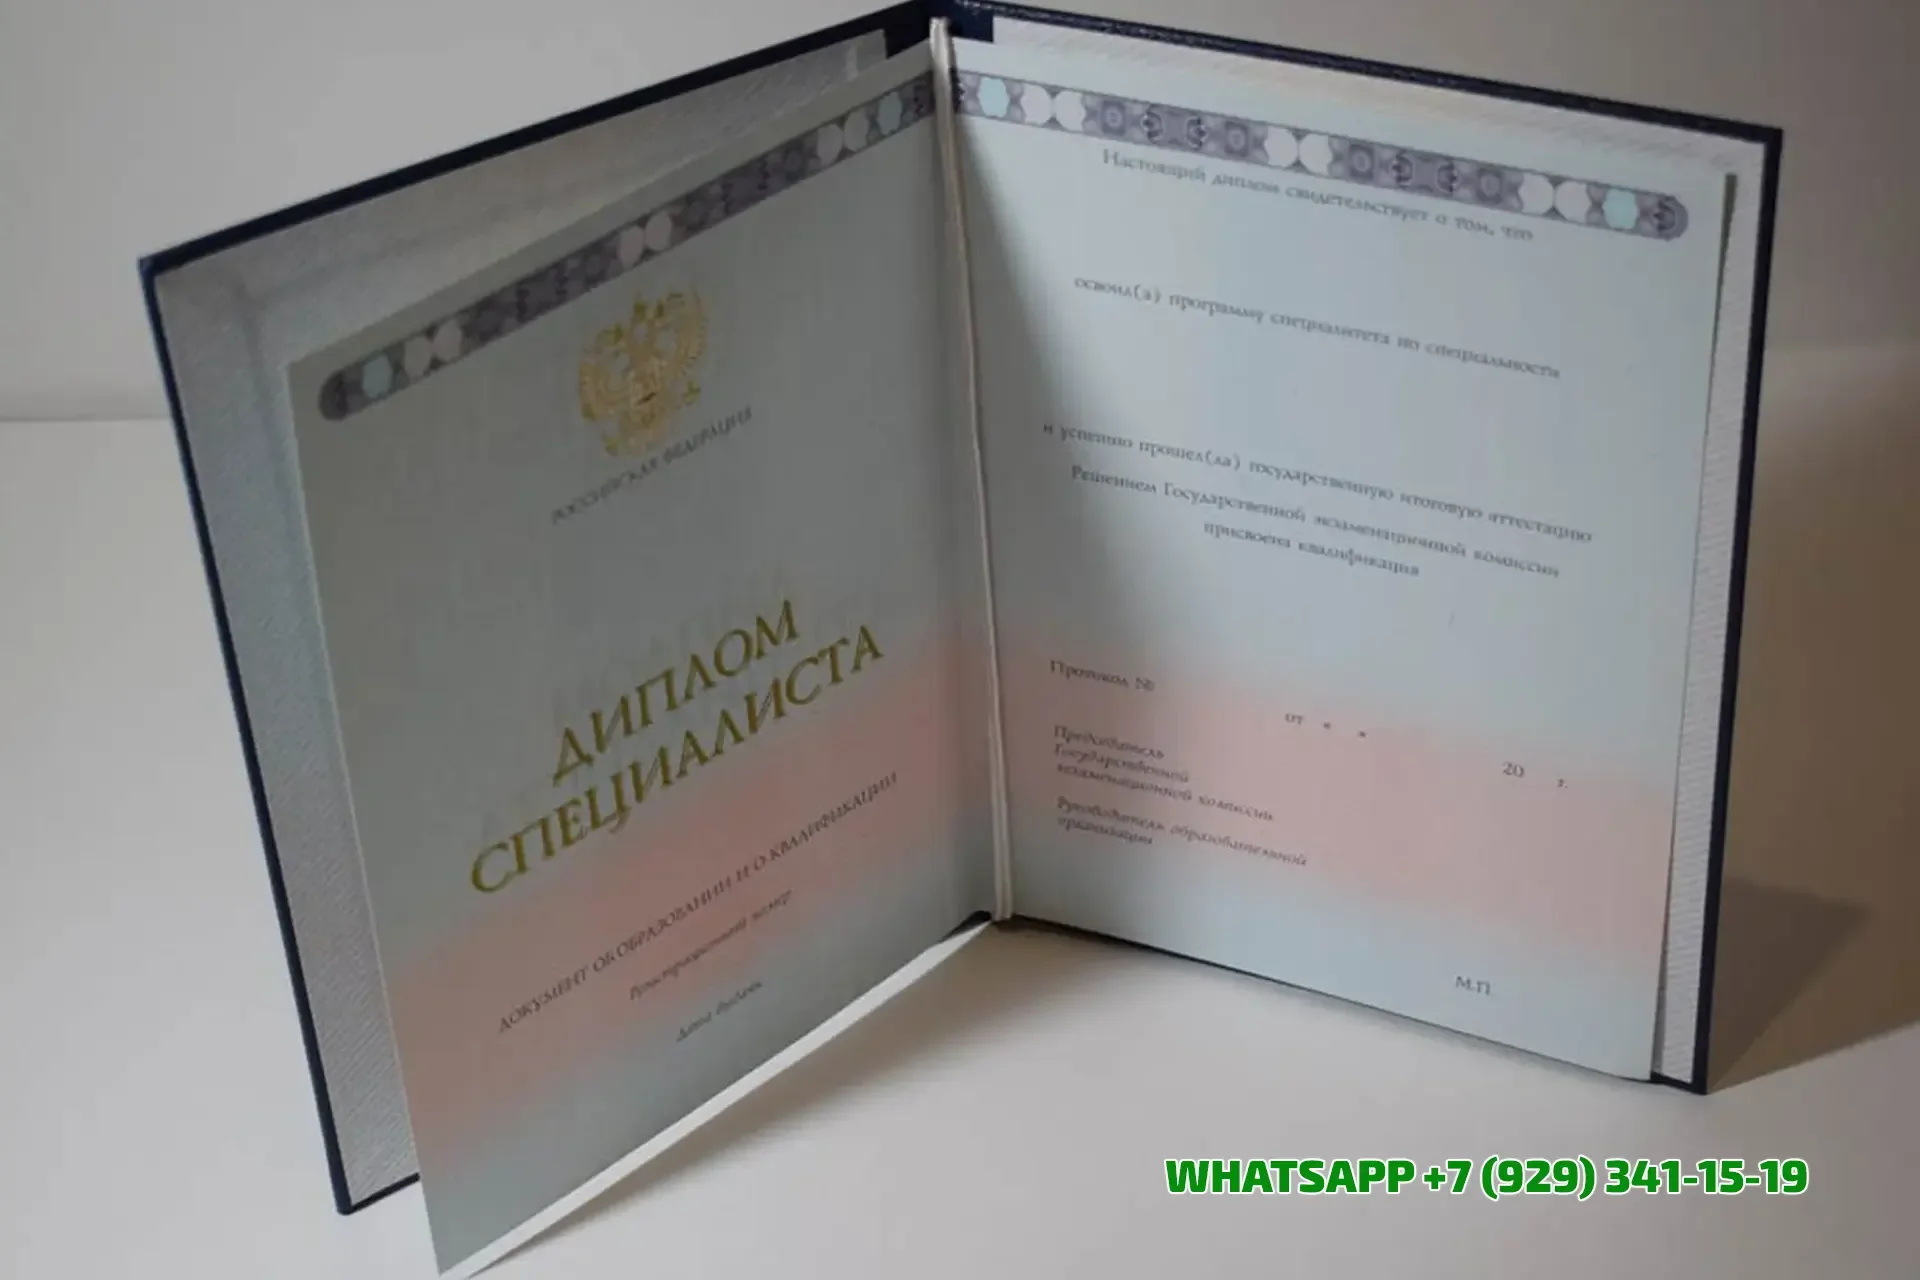 РОССИЙСКАЯ ФЕДЕРАЦИЯ
ДИПЛОМ
СПЕЦИАЛИСТА
ДОКУМЕНТ ОБ ОБРАЗОВАНИИ И О КВАЛИФИКАЦИИ
Регистрационный номер
Дата выдачи
Настоящий диплом свидетельствует о том, что
освоил(а) программу специалитета по специальности
и успешно прошел(ла) государственную итоговую аттестацию
Решением Государственной экзаменационной комиссии
присвоена квалификация
Протокол №
от « »
20 г.
Председатель
Государственной
экзаменационной комиссии
Руководитель образовательной
организации
М.П.
WHATSAPP +7 (929) 341-15-19